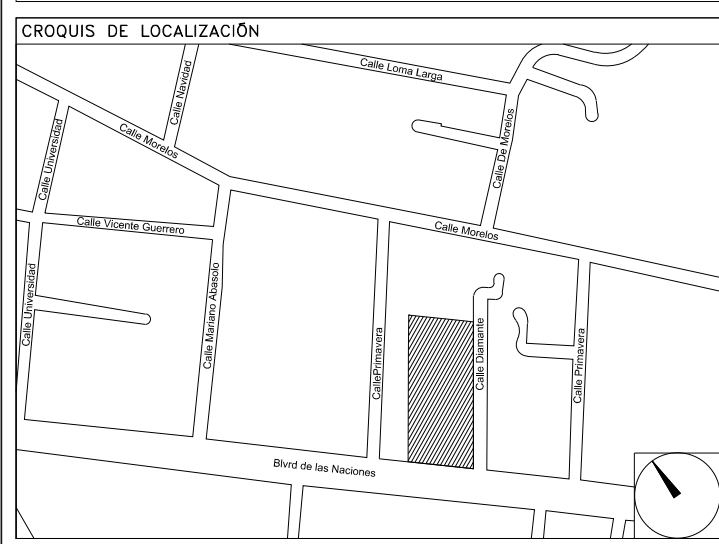 CROQUIS DE LOCALIZACIÓN
Calle Loma Larga
Calle Navidad
Calle De Morelos
Calle Universidad
Calle Morelos
Calle Vicente Guerrero
Calle Morelos
Calle Universidad
Calle Mariano Abasolo
CallePrimavera
Calle Diamante
Calle Primavera
Blvrd de las Naciones